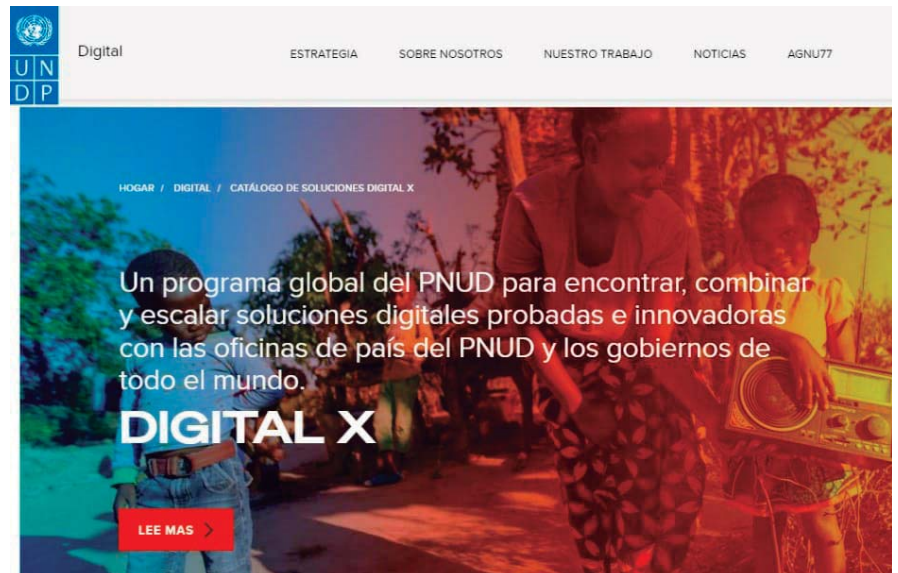 U N
D P
Digital
ESTRATEGIA SOBRE NOSOTROS NUESTRO TRABAJO NOTICIAS AGNU77
HOGAR / DIGITAL / CATÁLOGO DE SOLUCIONES DIGITAL X
Un programa global del PNUD para encontrar, combinar
y escalar soluciones digitales probadas e innovadoras
con las oficinas de país del PNUD y los gobiernos de
todo el mundo.
DIGITAL X
LEE MAS